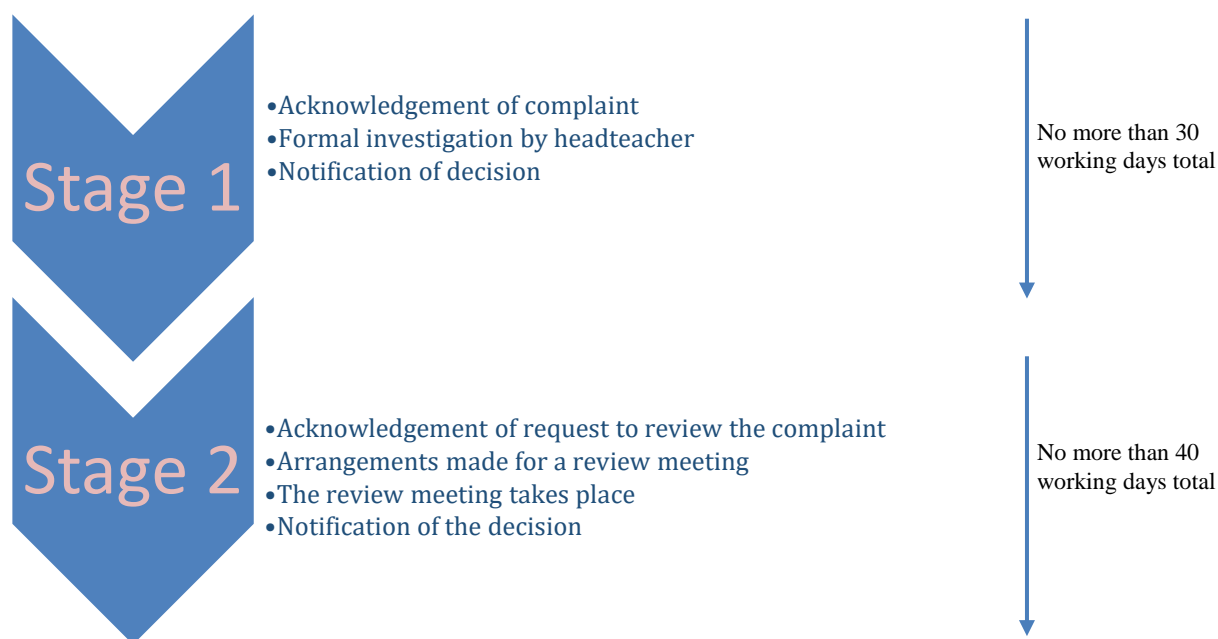 Stage 1
•Acknowledgement of complaint
•Formal investigation by headteacher
•Notification of decision
No more than 30
working days total
Stage 2
•Acknowledgement of request to review the complaint
•Arrangements made for a review meeting
•The review meeting takes place
•Notification of the decision
No more than 40
working days total